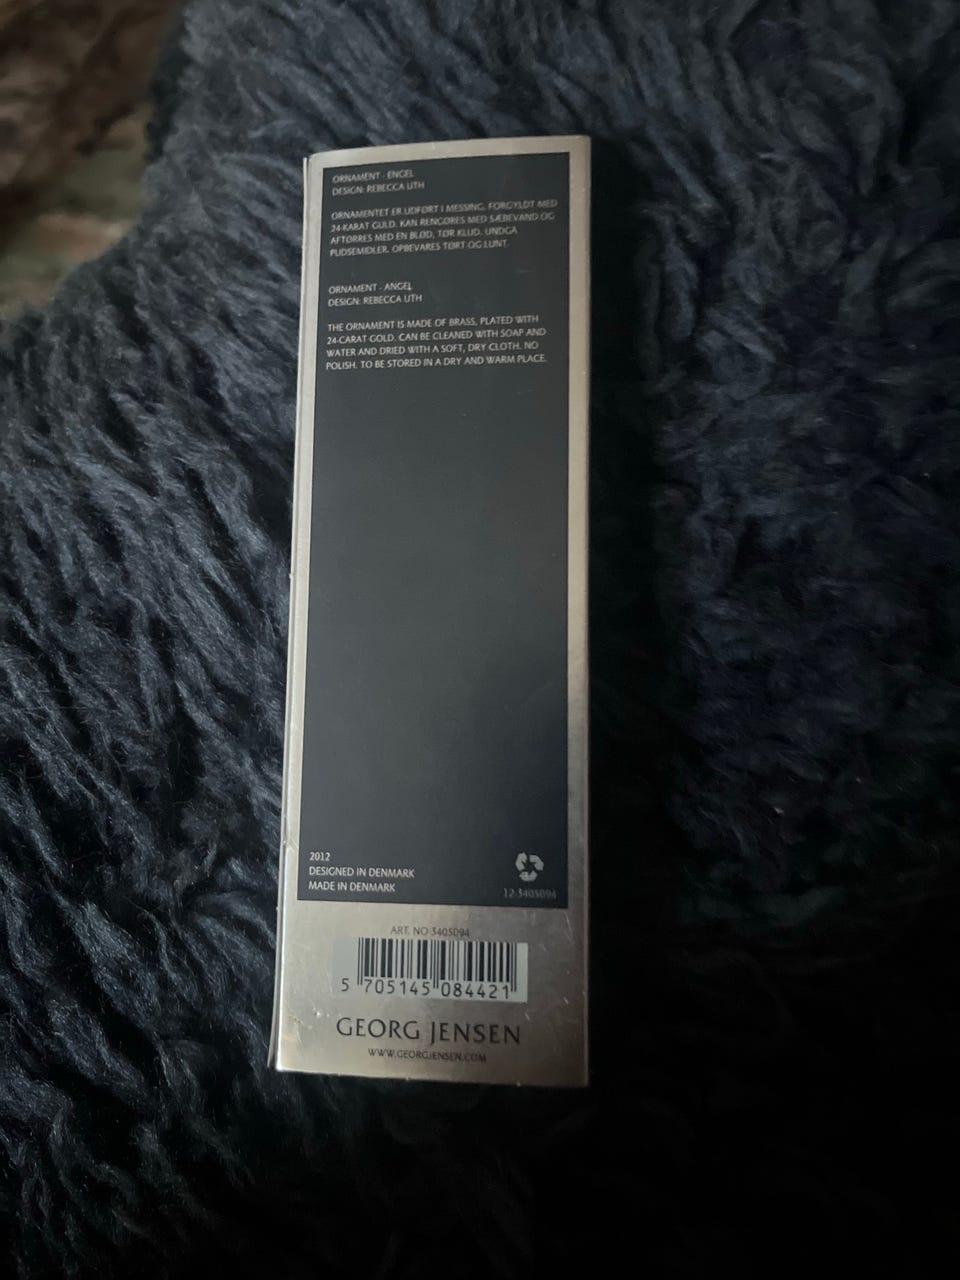 ORNAMENT - ENGEL
DESIGN: REBECCA UTH
ORNAMENTET ER UDFØRT I MESSING, FORGYLDT MED
24-KARAT GULD. KAN RENGØRES MED SÆBEVAND OG
AFTØRRES MED EN BLØD, TØR KLUD. UNDGÅ
PUDSEMIDLER. OPBEVARES TØRT OG LUNT.
ORNAMENT - ANGEL
DESIGN: REBECCA UTH
THE ORNAMENT IS MADE OF BRASS, PLATED WITH
24-CARAT GOLD. CAN BE CLEANED WITH SOAP AND
WATER AND DRIED WITH A SOFT, DRY CLOTH. NO
POLISH. TO BE STORED IN A DRY AND WARM PLACE.
2012
DESIGNED IN DENMARK
MADE IN DENMARK
12-3405094
ART. NO 3405094
5 705145 084421
GEORG JENSEN
WWW.GEORGJENSEN.COM